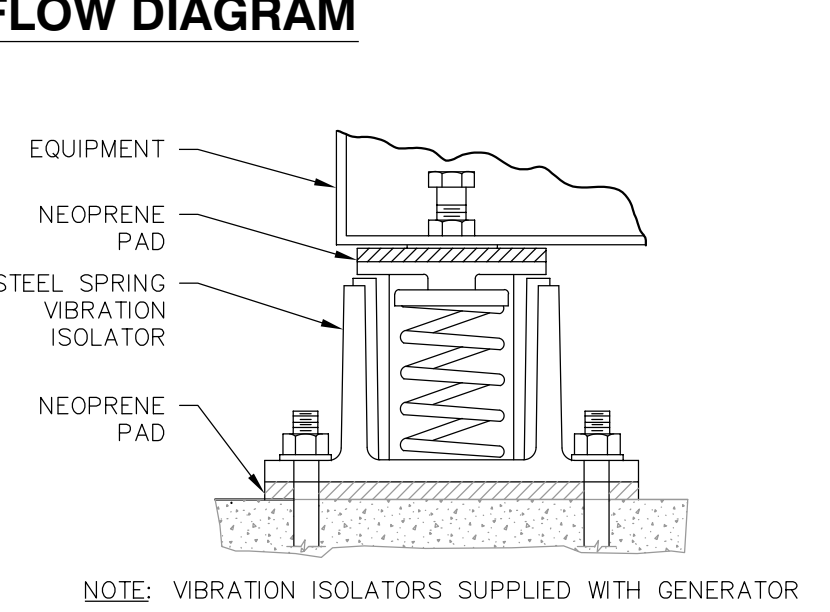 FLOW DIAGRAM
EQUIPMENT
NEOPRENE
PAD
STEEL SPRING
VIBRATION
ISOLATOR
NEOPRENE
PAD
NOTE: VIBRATION ISOLATORS SUPPLIED WITH GENERATOR